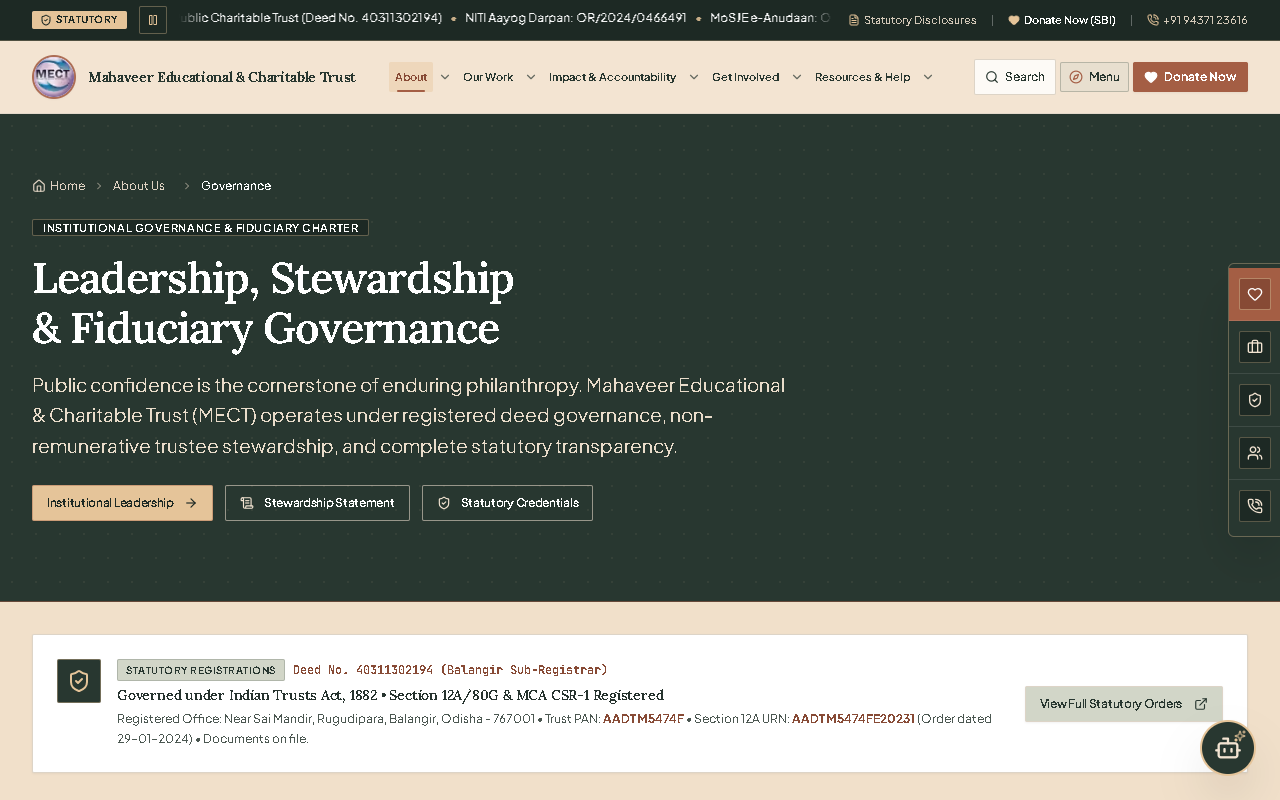 STATUTORY
ublic Charitable Trust (Deed No. 40311302194) • NITI Aayog Darpan: OR/2024/0466491 • MoSJE e-Anudaan:
Statutory Disclosures
Donate Now (SBI)
+91 94371 23616
MECT
Mahaveer Educational & Charitable Trust
About
Our Work
Impact & Accountability
Get Involved
Resources & Help
Search
Menu
Donate Now
Home
About Us
Governance
INSTITUTIONAL GOVERNANCE & FIDUCIARY CHARTER
Leadership, Stewardship
& Fiduciary Governance
Public confidence is the cornerstone of enduring philanthropy. Mahaveer Educational
& Charitable Trust (MECT) operates under registered deed governance, non-
remunerative trustee stewardship, and complete statutory transparency.
Institutional Leadership
Stewardship Statement
Statutory Credentials
STATUTORY REGISTRATIONS
Deed No. 40311302194 (Balangir Sub-Registrar)
Governed under Indian Trusts Act, 1882 • Section 12A/80G & MCA CSR-1 Registered
Registered Office: Near Sai Mandir, Rugudipara, Balangir, Odisha - 767001 • Trust PAN: AADTM5474F • Section 12A URN: AADTM5474FE20231 (Order dated
29-01-2024) • Documents on file.
View Full Statutory Orders